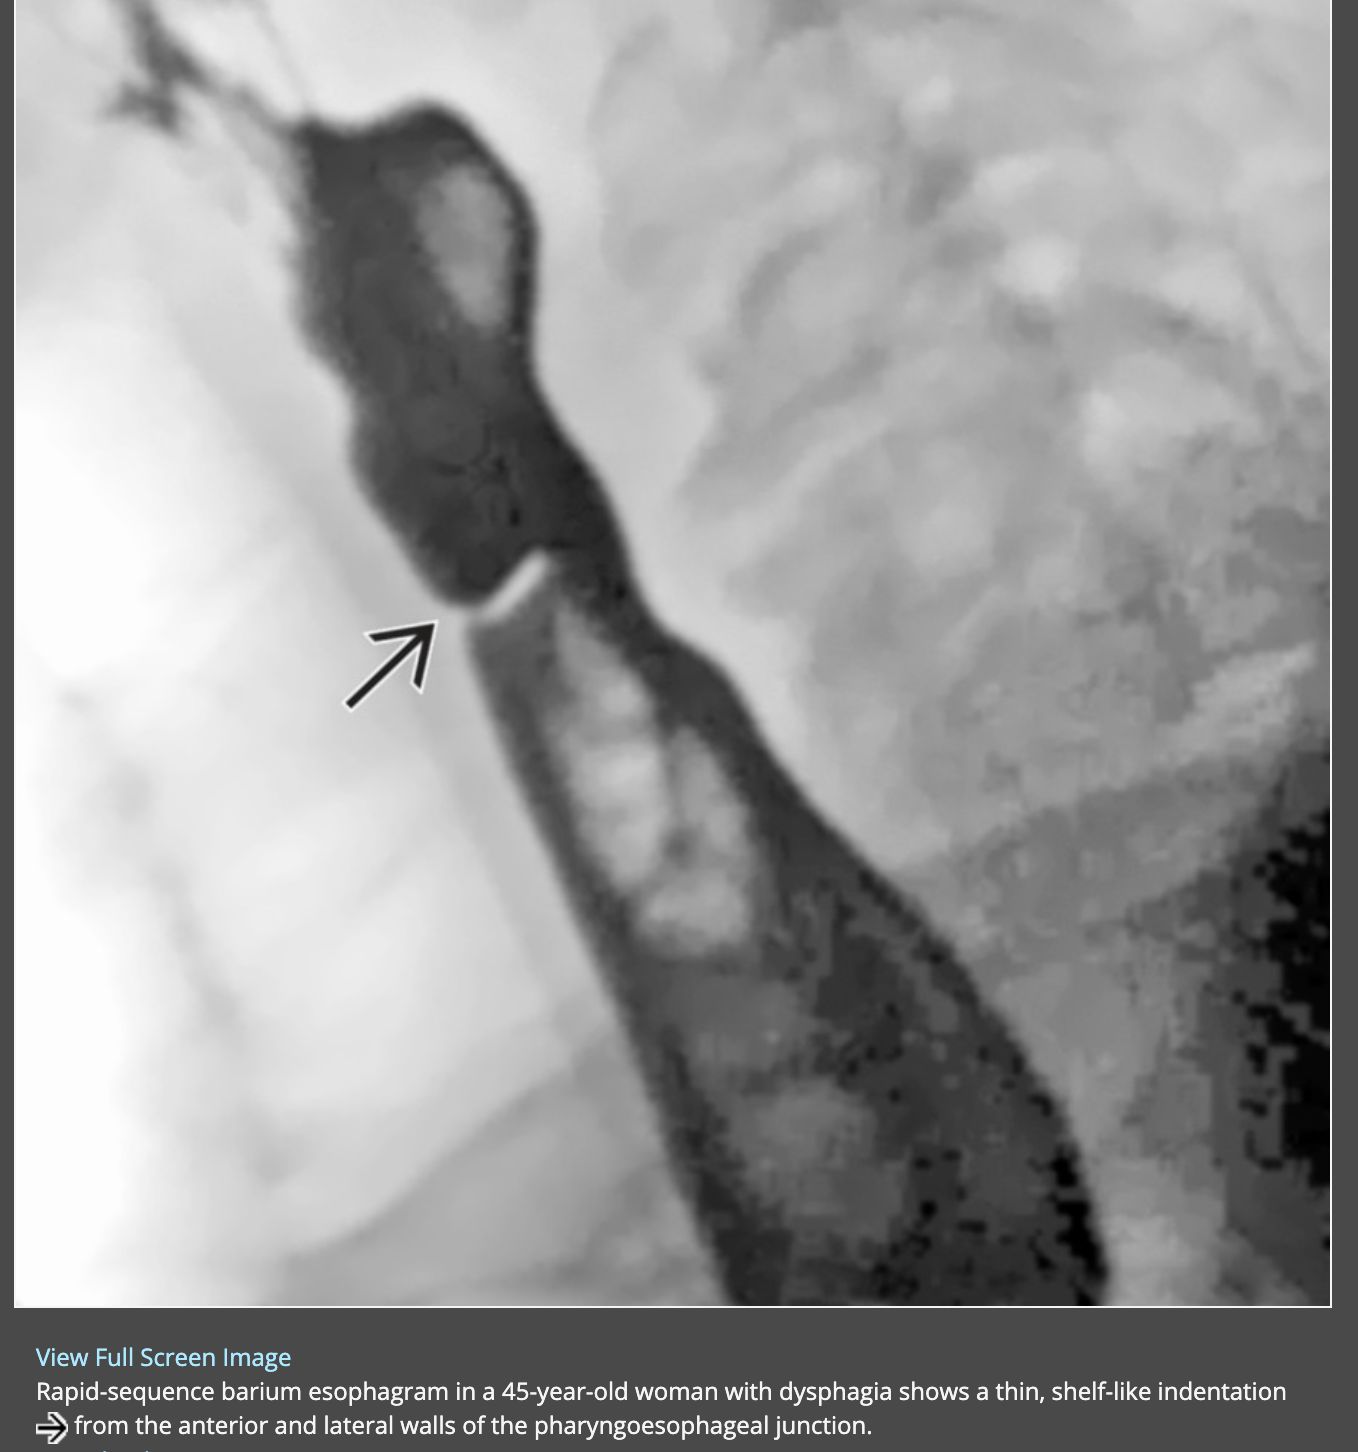 View Full Screen Image
Rapid-sequence barium esophagram in a 45-year-old woman with dysphagia shows a thin, shelf-like indentation
from the anterior and lateral walls of the pharyngoesophageal junction.